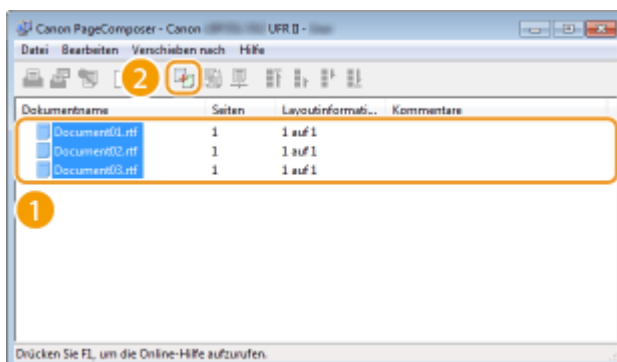 Canon PageComposer - Canon UFR II -
Datei Bearbeiten Verschieben nach Hilfe
2
Dokumentname Seiten Layoutinformati... Kommentare
Document01.rtf 1 1 auf 1
Document02.rtf 1 1 auf 1
Document03.rtf 1 1 auf 1
1
Drücken Sie F1, um die Online-Hilfe aufzurufen.